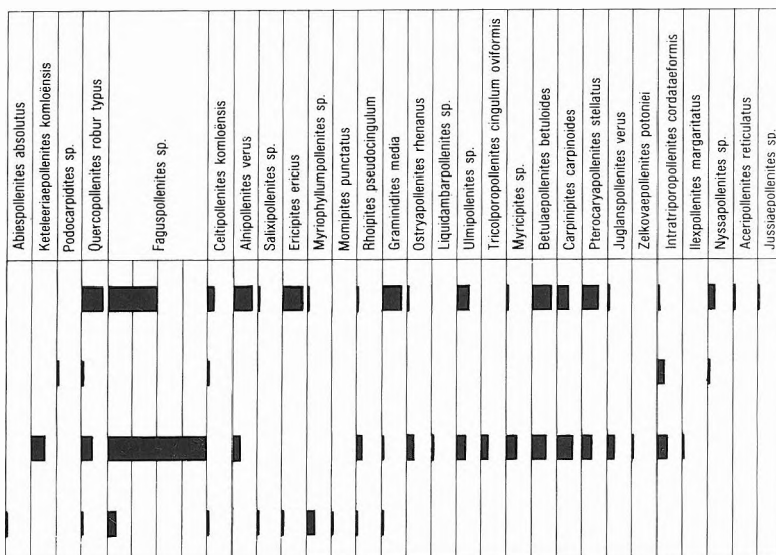 Abiespollenites absolutus
Keteleeriaepollenites komloënsis
Podocarpidites sp.
Quercopollenites robur typus
Faguspollenites sp.
Celtipollenites komloënsis
Alnipollenites verus
Salixipollenites sp.
Ericipites ericius
Myriophyllumpollenites sp.
Momipites punctatus
Rhoipites pseudocingulum
Graminidites media
Ostryapollenites rhenanus
Liquidambarpollenites sp.
Ulmipollenites sp.
Tricolporopollenites cingulum oviformis
Myricipites sp.
Betulaepollenites betuloides
Carpinipites carpinoides
Pterocaryapollenites stellatus
Juglanspollenites verus
Zelkovaepollenites potoniei
Intratriporopollenites cordataeformis
Ilexpollenites margaritatus
Nyssapollenites sp.
Aceripollenites reticulatus
Jussiaepollenites sp.